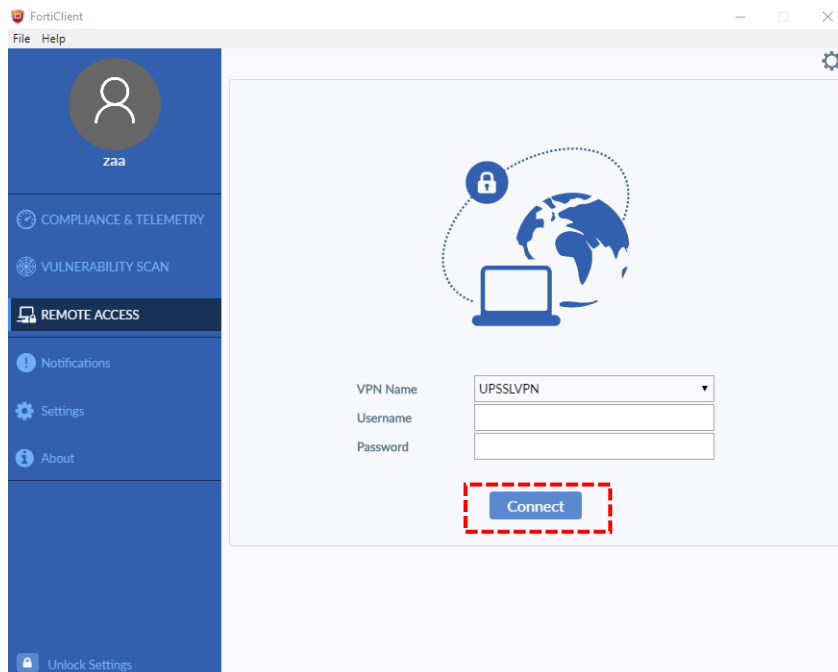 FortiClient
File Help
zaa
COMPLIANCE & TELEMETRY
VULNERABILITY SCAN
REMOTE ACCESS
Notifications
Settings
About
Unlock Settings
VPN Name UPSSLVPN
Username
Password
Connect